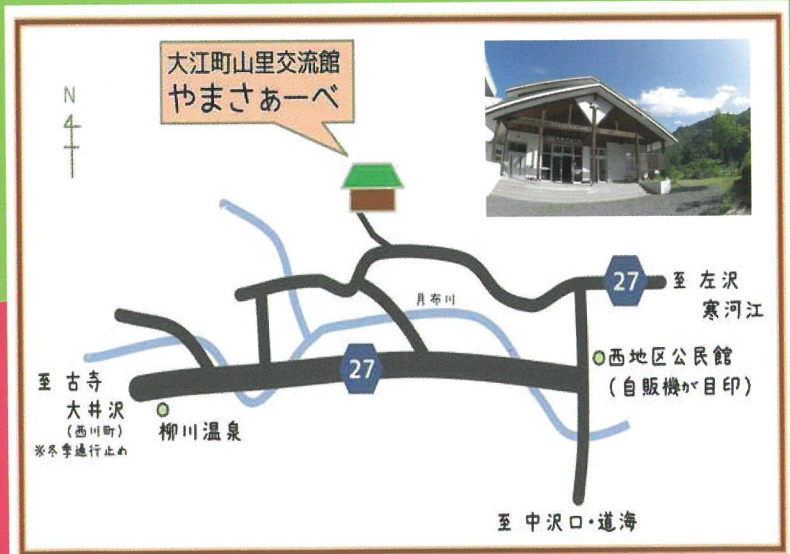 大江町山里交流館
やまさぁーべ
N
27
至 左沢
寒河江
月布川
西地区公民館
(自販機が目印)
27
至 古寺
大井沢
(西川町)
※冬季通行止め
柳川温泉
至 中沢口・道海